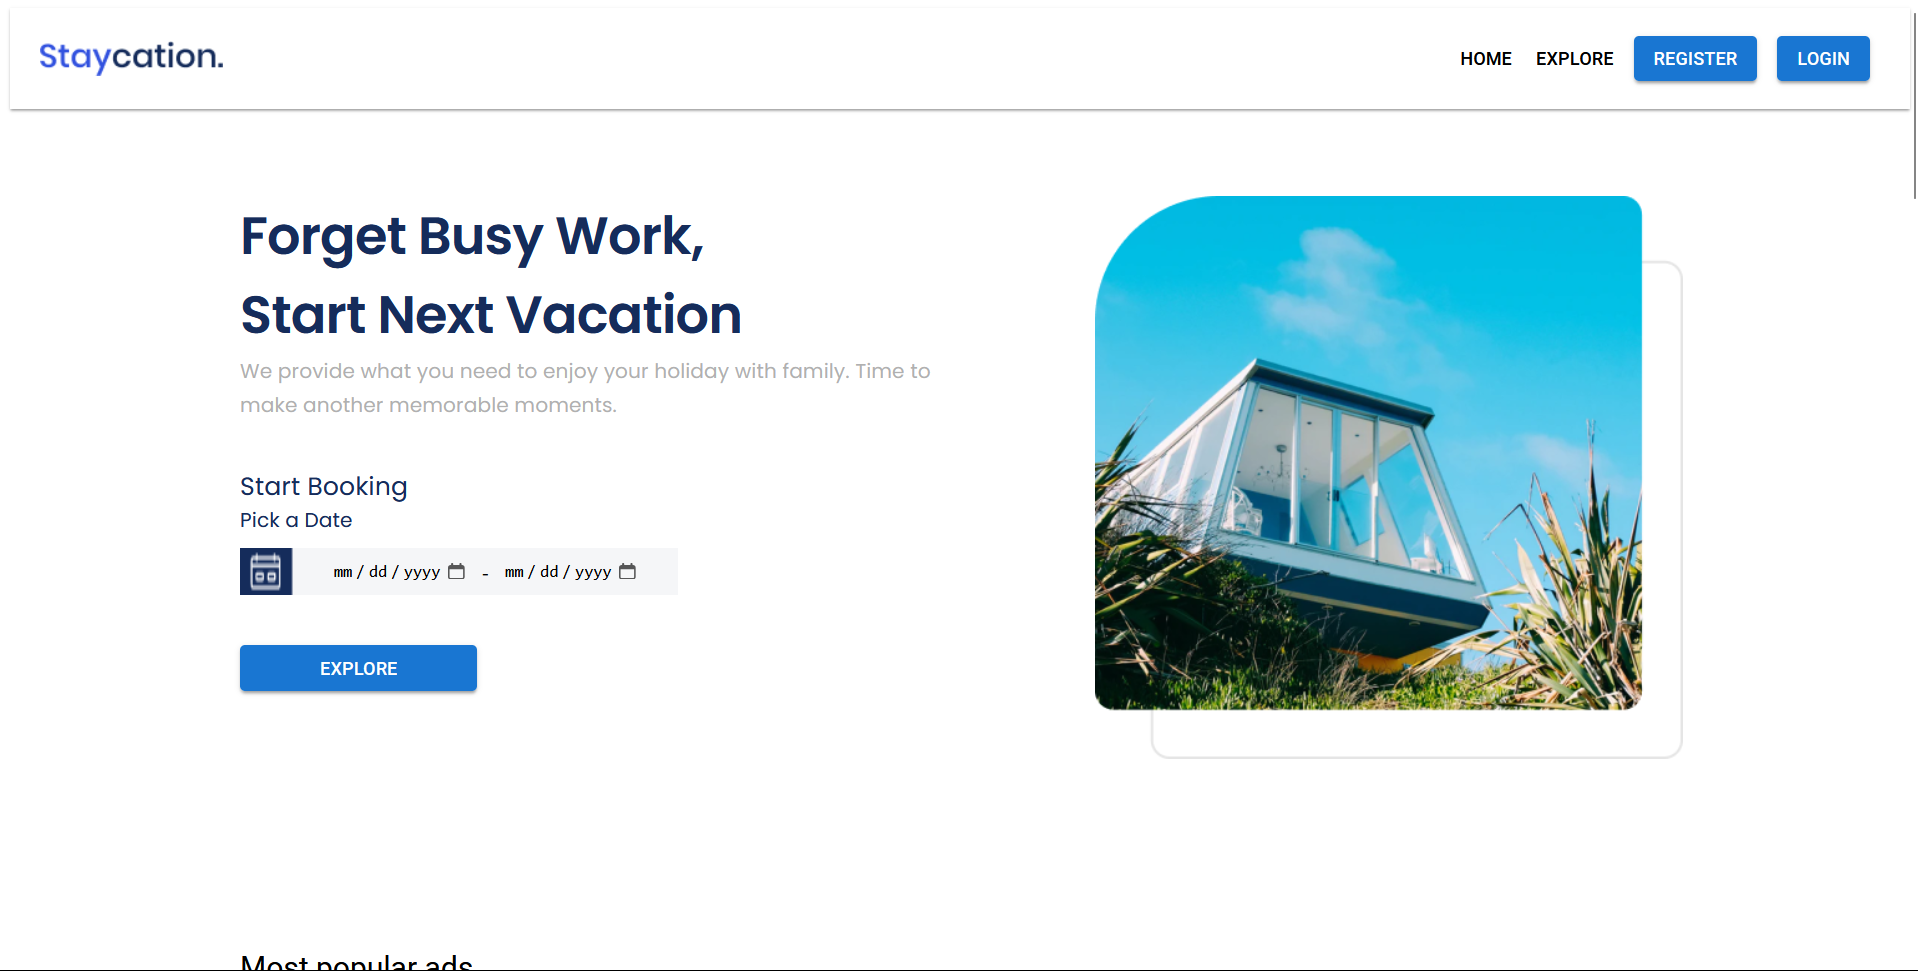 Staycation.
HOME EXPLORE REGISTER LOGIN
Forget Busy Work,
Start Next Vacation
We provide what you need to enjoy your holiday with family. Time to
make another memorable moments.
Start Booking
Pick a Date
mm/dd/yyyy - mm/dd/yyyy
EXPLORE
Most popular ads